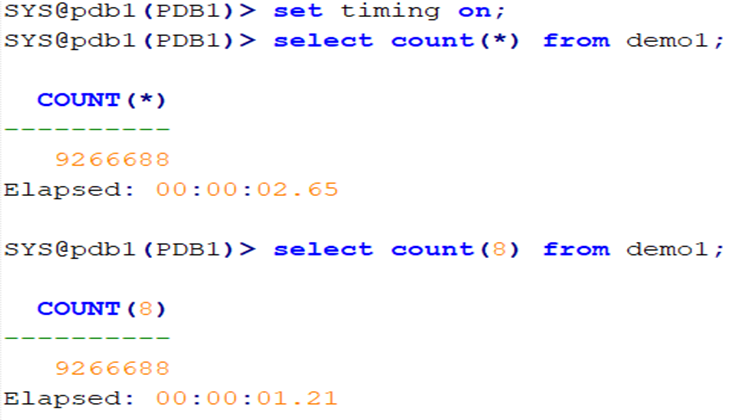 SYS@pdb1(PDB1)> set timing on;
SYS@pdb1(PDB1)> select count(*) from demo1;
COUNT(*)
----------
9266688
Elapsed: 00:00:02.65
SYS@pdb1(PDB1)> select count(8) from demo1;
COUNT(8)
----------
9266688
Elapsed: 00:00:01.21